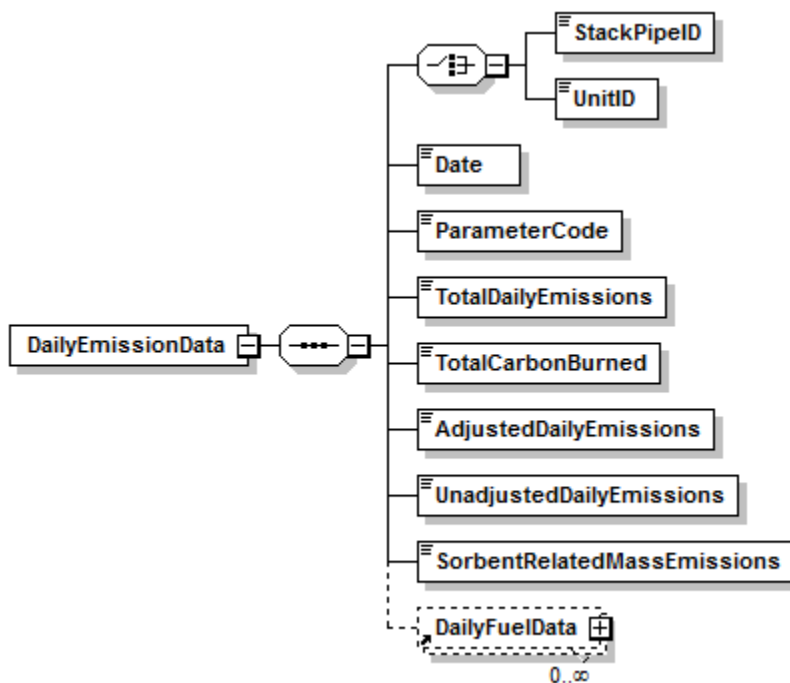 StackPipeID
UnitID
Date
ParameterCode
TotalDailyEmissions
DailyEmissionData
TotalCarbonBurned
AdjustedDailyEmissions
UnadjustedDailyEmissions
SorbentRelatedMassEmissions
DailyFuelData
0..∞